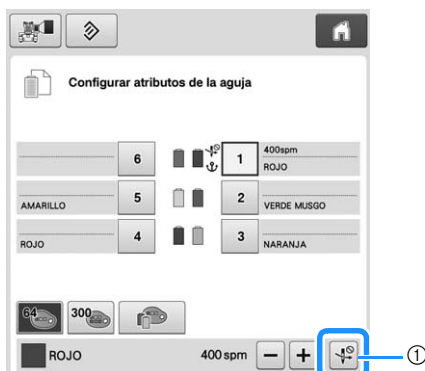 Configurar atributos de la aguja
6
1
400spm
ROJO
AMARILLO
5
2
VERDE MUSGO
ROJO
4
3
NARANJA
64
300
ROJO
400 spm
−
+
①